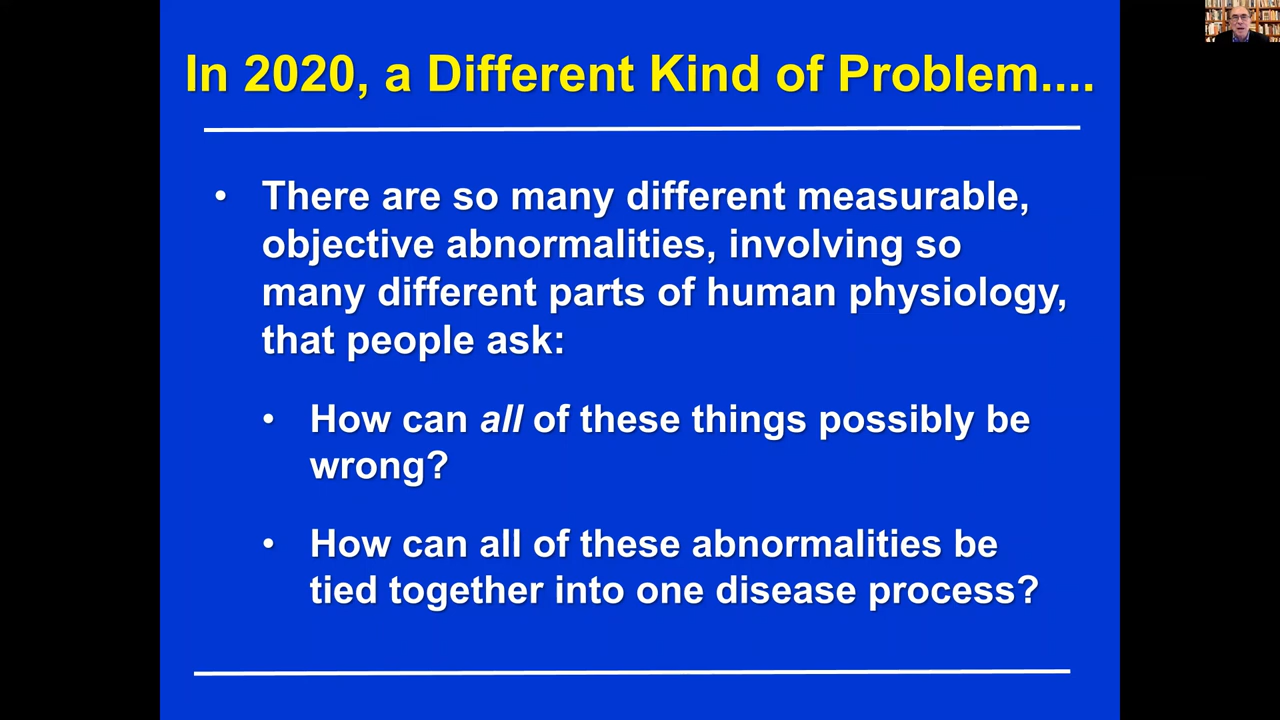 In 2020, a Different Kind of Problem....
• There are so many different measurable,
objective abnormalities, involving so
many different parts of human physiology,
that people ask:
• How can all of these things possibly be
wrong?
• How can all of these abnormalities be
tied together into one disease process?